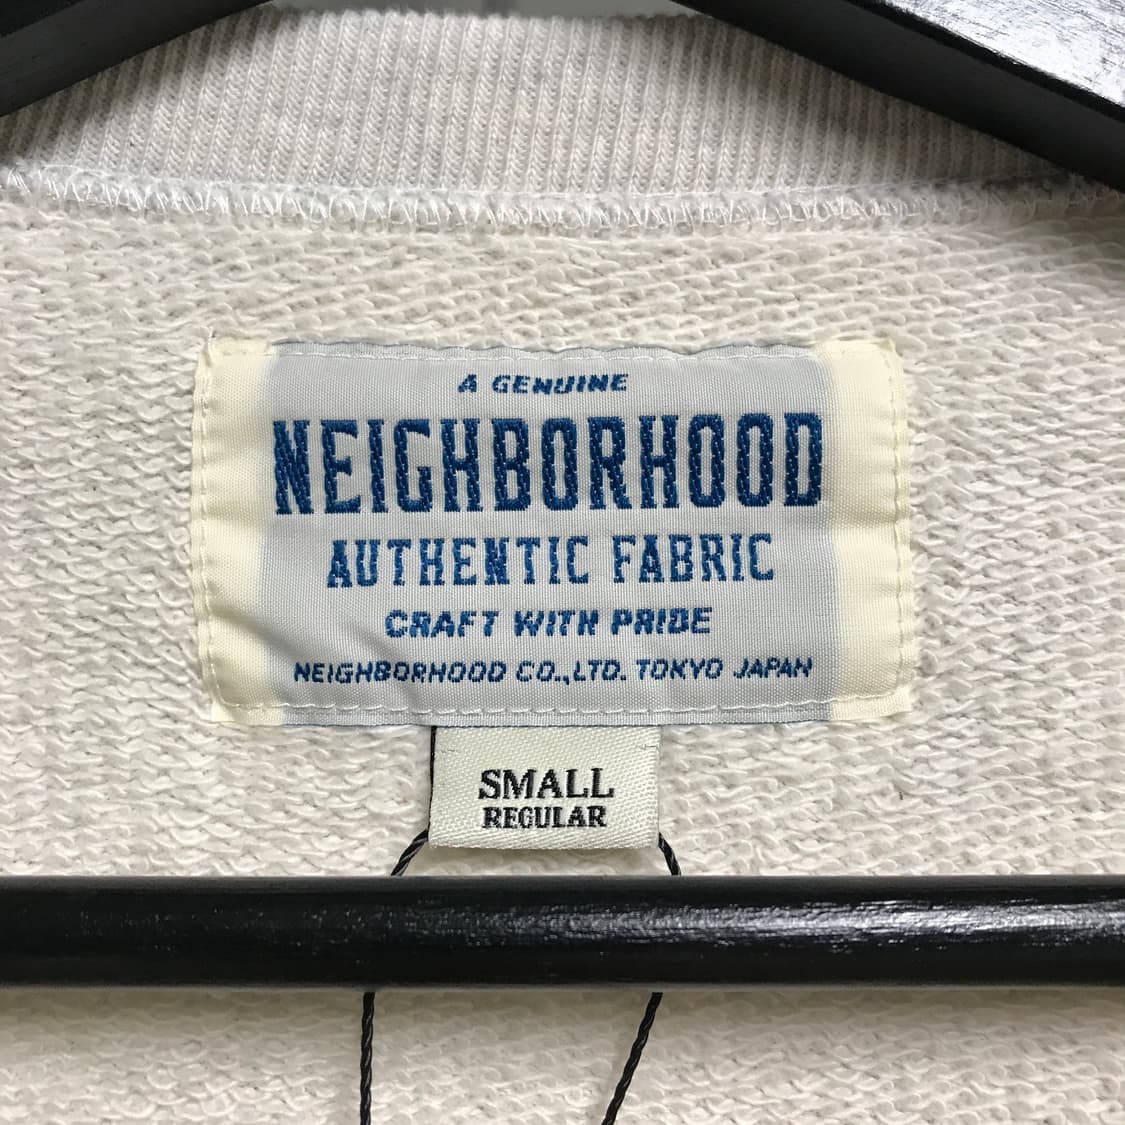 A GENUINE
NEIGHBORHOOD
AUTHENTIC FABRIC
CRAFT WITH PRIDE
NEIGHBORHOOD CO.,LTD. TOKYO JAPAN
SMALL
REGULAR